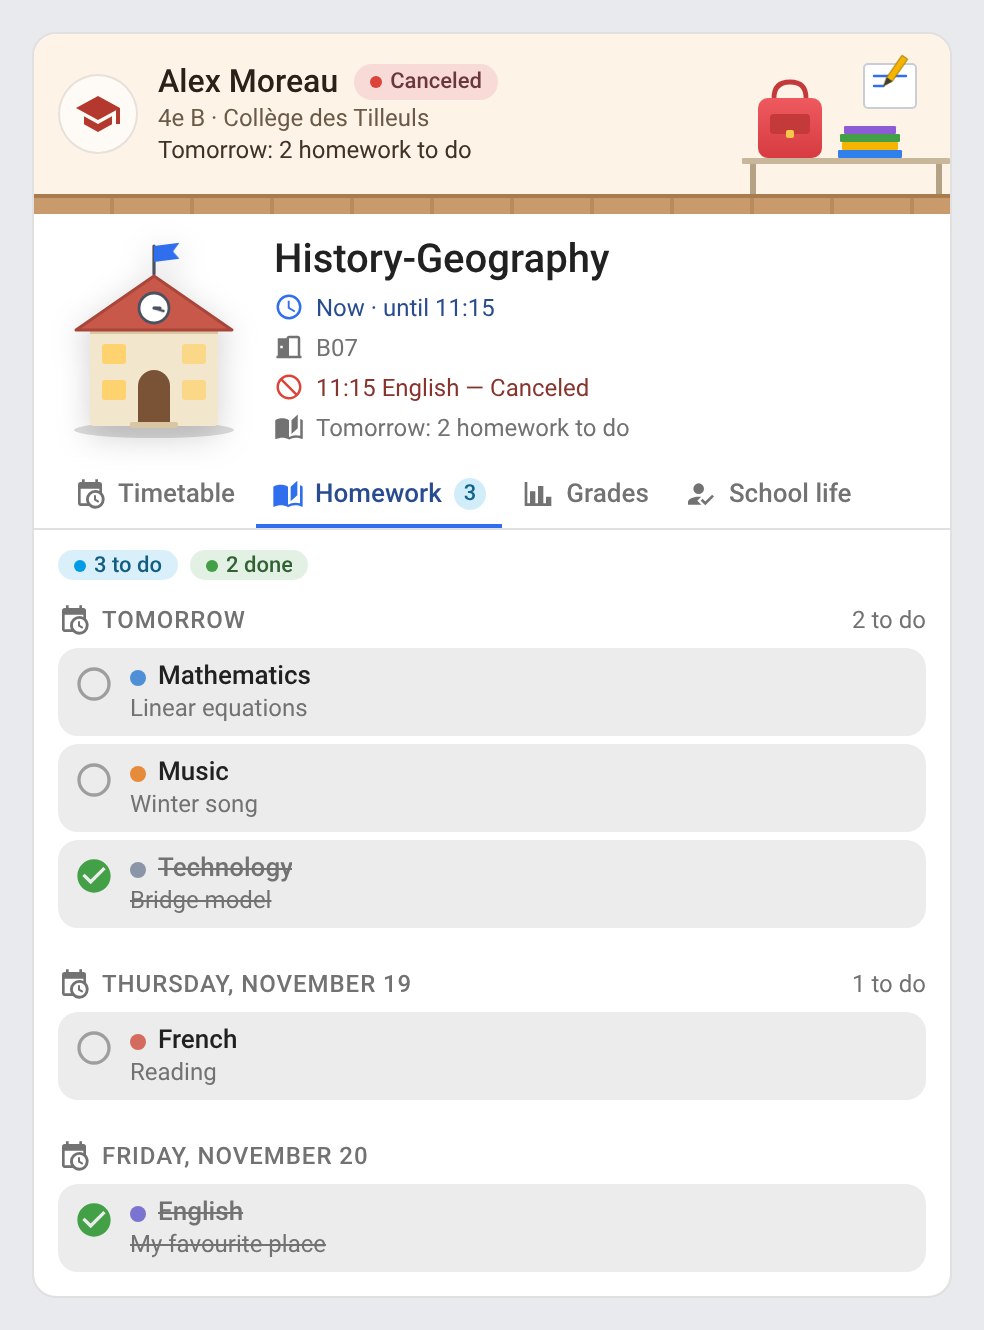 Alex Moreau
Canceled
4e B · Collège des Tilleuls
Tomorrow: 2 homework to do
History-Geography
Now · until 11:15
B07
11:15 English — Canceled
Tomorrow: 2 homework to do
Timetable
Homework 3
Grades
School life
3 to do
2 done
TOMORROW
2 to do
Mathematics
Linear equations
Music
Winter song
Technology
Bridge model
THURSDAY, NOVEMBER 19
1 to do
French
Reading
FRIDAY, NOVEMBER 20
English
My favourite place